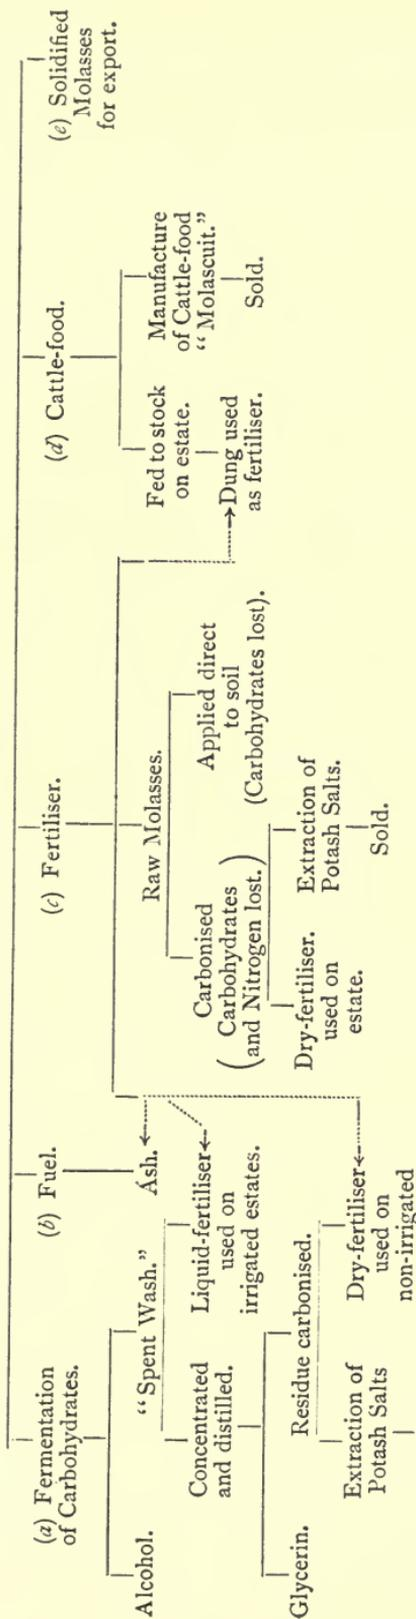 (a) Fermentation
of Carbohydrates.
Alcohol.
“Spent Wash.”
Concentrated
and distilled.
Liquid-fertiliser
used on
irrigated estates.
Glycerin.
Residue carbonised.
Extraction of
Potash Salts
Dry-fertiliser
used on
non-irrigated
(b) Fuel.
Ash.
(c) Fertiliser.
Raw Molasses.
Carbonised
(Carbohydrates
and Nitrogen lost.)
Applied direct
to soil
(Carbohydrates lost).
Dry-fertiliser.
used on
estate.
Extraction of
Potash Salts.
Sold.
(d) Cattle-food.
Fed to stock
on estate.
Dung used
as fertiliser.
Manufacture
of Cattle-food
“Molascuit.”
Sold.
(e) Solidified
Molasses
for export.